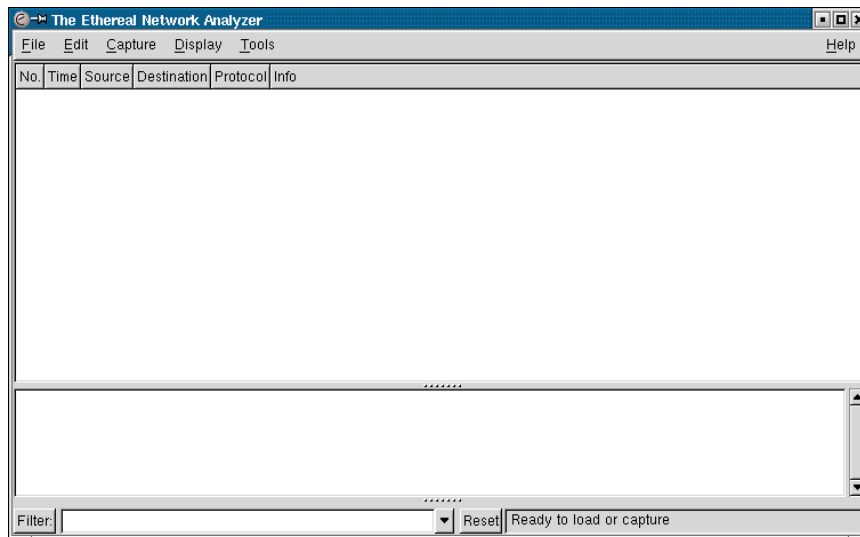 The Ethereal Network Analyzer
File Edit Capture Display Tools Help
No. Time Source Destination Protocol Info
Filter: Reset Ready to load or capture